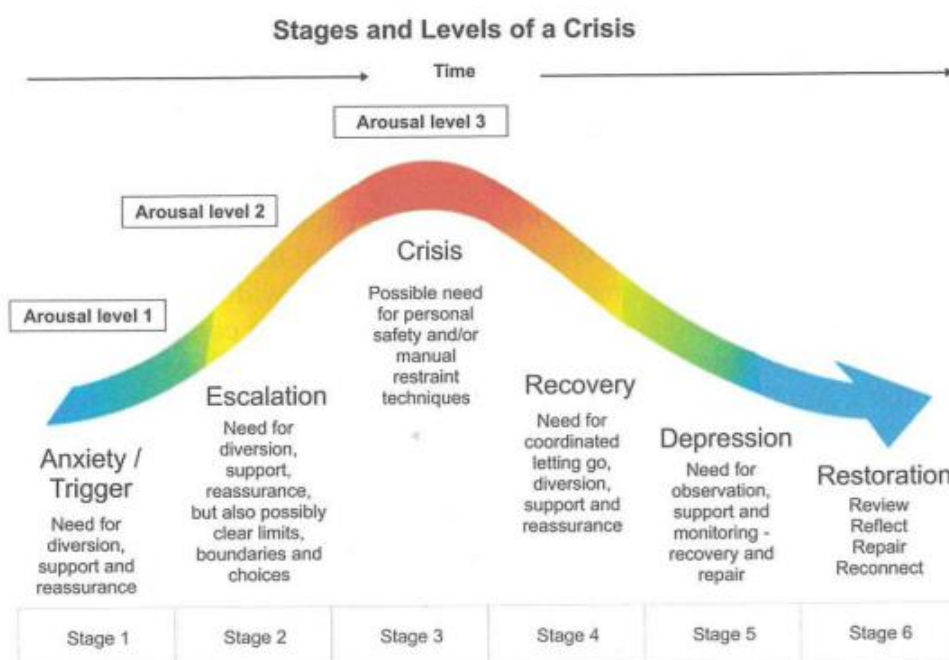 Stages and Levels of a Crisis
Time
Arousal level 3
Arousal level 2
Arousal level 1
Crisis
Possible need
for personal
safety and/or
manual
restraint
techniques
Escalation
Need for
diversion,
support,
reassurance,
but also possibly
clear limits,
boundaries and
choices
Recovery
Need for
coordinated
letting go,
diversion,
support and
reassurance
Anxiety /
Trigger
Need for
diversion,
support and
reassurance
Depression
Need for
observation,
support and
monitoring -
recovery and
repair
Restoration
Review
Reflect
Repair
Reconnect
Stage 1
Stage 2
Stage 3
Stage 4
Stage 5
Stage 6